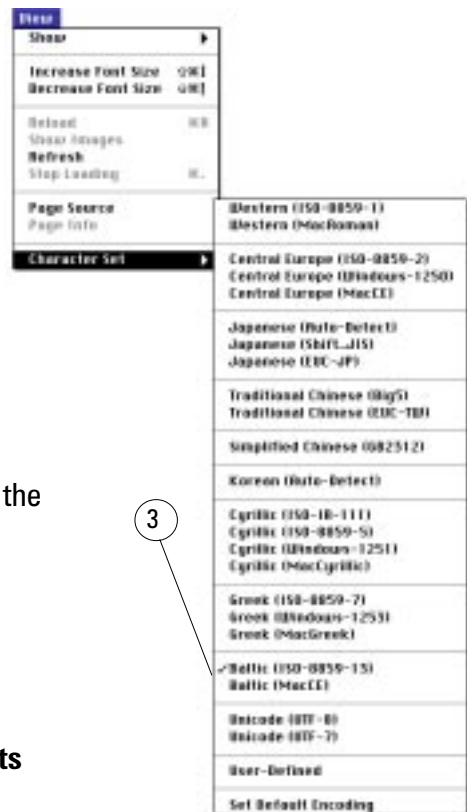 View
Show
Increase Font Size ⇧⌘]
Decrease Font Size ⇧⌘[
Reload ⌘R
Show Images
Refresh
Stop Loading ⌘.
Page Source
Page Info
Character Set
Western (ISO-8859-1)
Western (MacRoman)
Central Europe (ISO-8859-2)
Central Europe (Windows-1250)
Central Europe (MacCE)
Japanese (Auto-Detect)
Japanese (Shift_JIS)
Japanese (EUC-JP)
Traditional Chinese (Big5)
Traditional Chinese (EUC-TW)
Simplified Chinese (GB2312)
Korean (Auto-Detect)
the
3
Cyrillic (ISO-IR-111)
Cyrillic (ISO-8859-5)
Cyrillic (Windows-1251)
Cyrillic (MacCyrillic)
Greek (ISO-8859-7)
Greek (Windows-1253)
Greek (MacGreek)
✓Baltic (ISO-8859-13)
Baltic (MacCE)
Unicode (UTF-8)
Unicode (UTF-7)
ts
User-Defined
Set Default Encoding